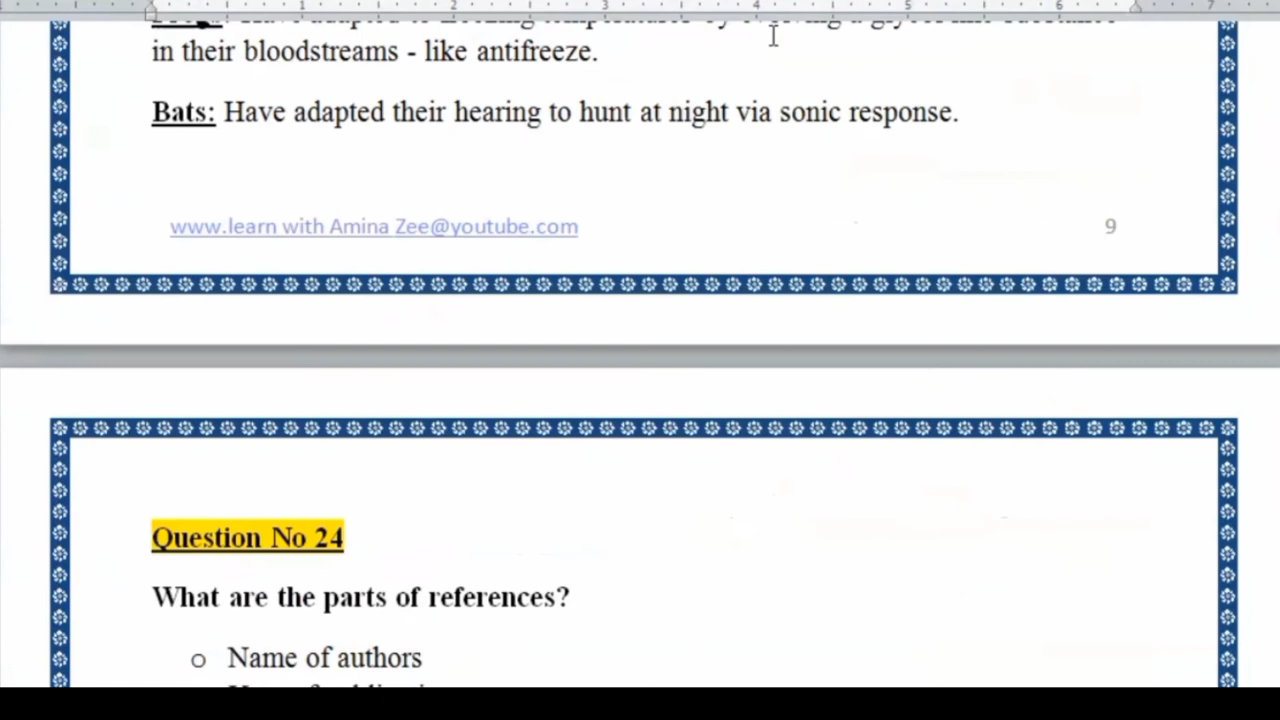 in their bloodstreams - like antifreeze.
Bats: Have adapted their hearing to hunt at night via sonic response.
www.learn with Amina Zee@youtube.com
9
Question No 24
What are the parts of references?
o Name of authors